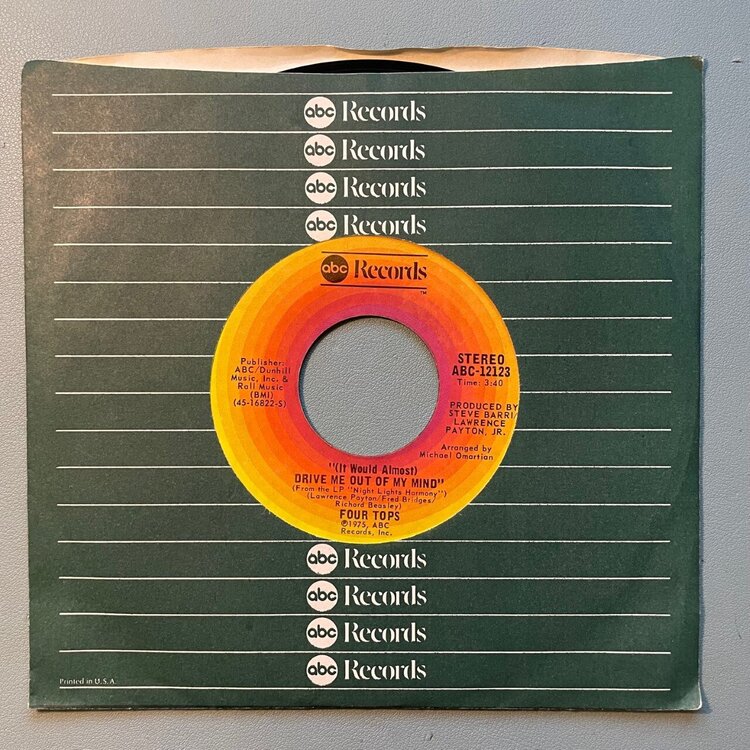 abc Records
abc Records
abc Records
abc Records
abc Records
TM
Publisher:
ABC/Dunhill
Music, Inc. &
Rall Music
(BMI)
(45-16822-S)
STEREO
ABC-12123
Time: 3:40
PRODUCED BY
STEVE BARRI/
LAWRENCE
PAYTON, JR.
Arranged by
Michael Omartian
"(It Would Almost)
DRIVE ME OUT OF MY MIND"
(From the LP "Night Lights Harmony")
(Lawrence Payton/Fred Bridges/
Richard Beasley)
FOUR TOPS
℗1975, ABC
Records, Inc.
abc Records
abc Records
abc Records
abc Records
Printed in U.S.A.